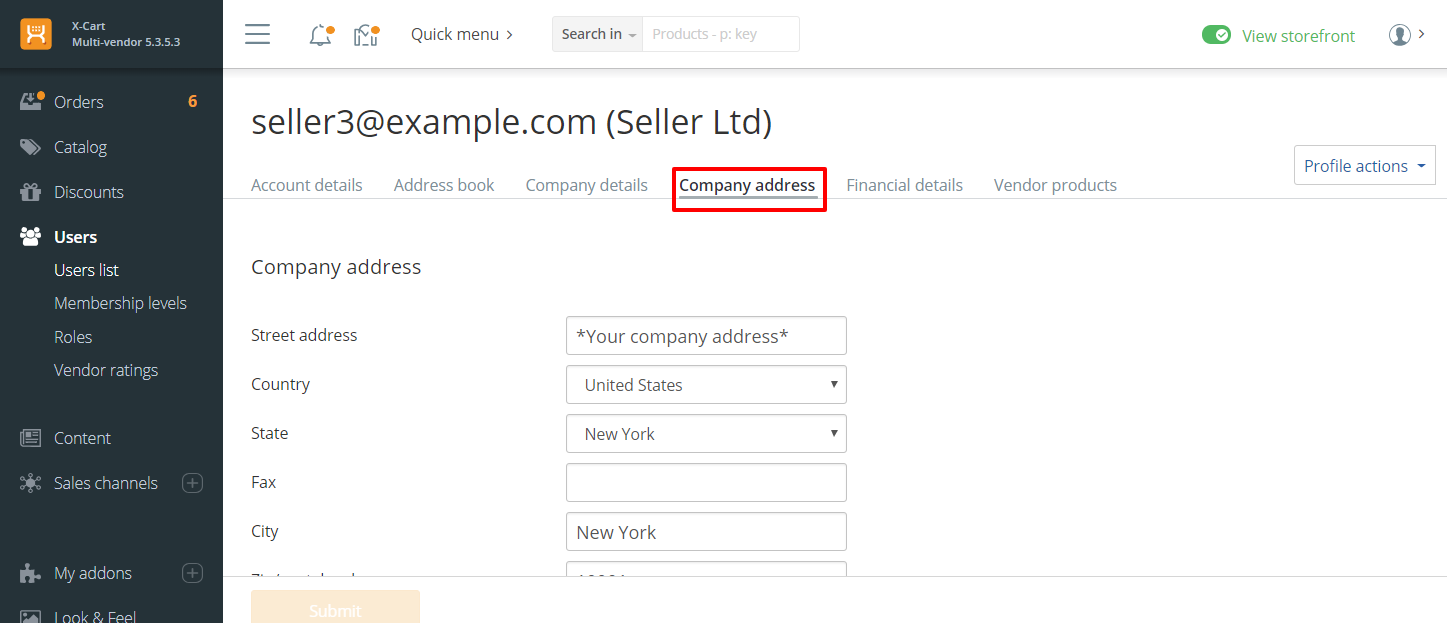 X-Cart
Multi-vendor 5.3.5.3
Quick menu
Search in
Products - p: key
View storefront
Orders 6
Catalog
Discounts
Users
Users list
Membership levels
Roles
Vendor ratings
Content
Sales channels
My addons
Look & Feel
seller3@example.com (Seller Ltd)
Profile actions
Account details Address book Company details Company address Financial details Vendor products
Company address
Street address *Your company address*
Country United States
State New York
Fax
City New York
Submit